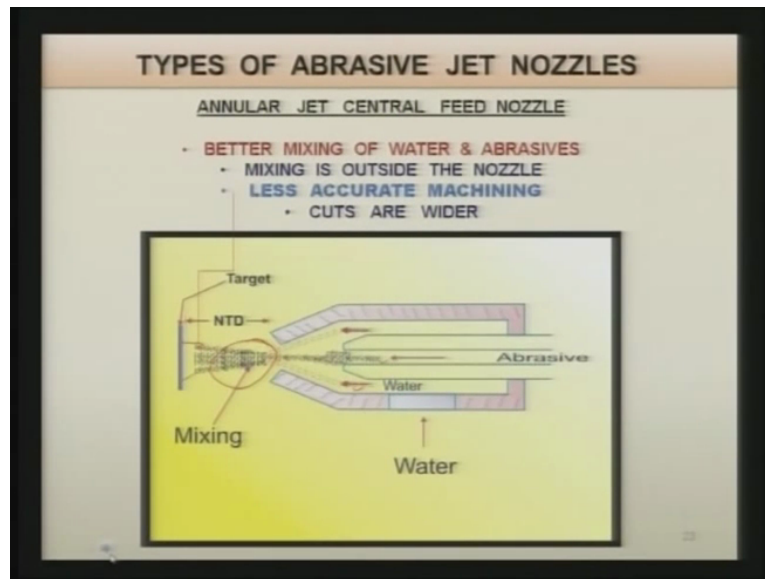 TYPES OF ABRASIVE JET NOZZLES
ANNULAR JET CENTRAL FEED NOZZLE
• BETTER MIXING OF WATER & ABRASIVES
• MIXING IS OUTSIDE THE NOZZLE
• LESS ACCURATE MACHINING
• CUTS ARE WIDER
Target
NTD
Abrasive
Water
Mixing
Water
23